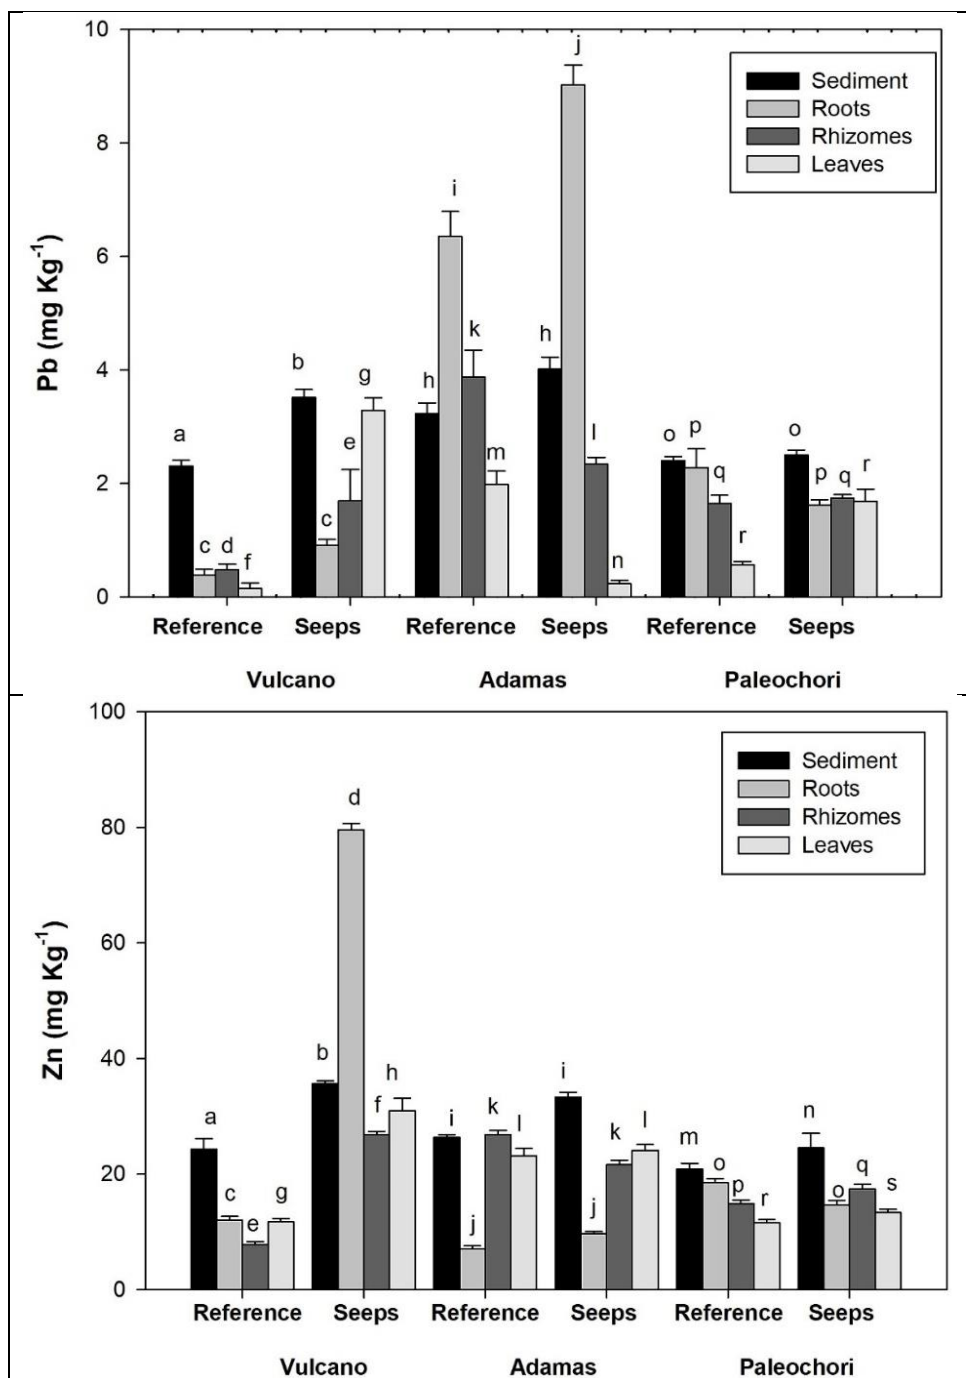 10
8
6
4
2
0
Pb (mg Kg⁻¹)
Sediment
Roots
Rhizomes
Leaves
a
c
d
f
b
c
e
g
h
i
k
m
h
j
l
n
o
p
q
r
o
p
q
r
Reference Seeps Reference Seeps Reference Seeps
Vulcano Adamas Paleochori
100
80
60
40
20
0
Zn (mg Kg⁻¹)
Sediment
Roots
Rhizomes
Leaves
a
c
e
g
b
d
f
h
i
j
k
l
i
j
k
l
m
o
p
r
n
o
q
s
Reference Seeps Reference Seeps Reference Seeps
Vulcano Adamas Paleochori